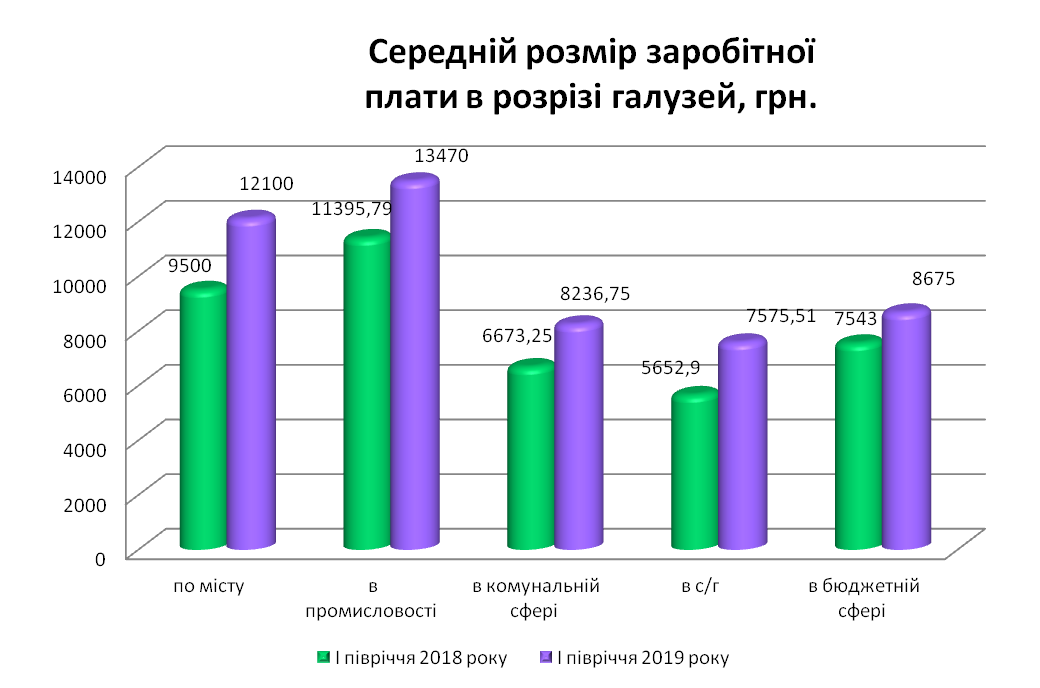 Середній розмір заробітної
плати в розрізі галузей, грн.
14000
12000
10000
8000
6000
4000
2000
0
9500
12100
11395,79
13470
6673,25
8236,75
5652,9
7575,51
7543
8675
по місту
в
промисловості
в комунальній
сфері
в с/г
в бюджетній
сфері
І півріччя 2018 року
І півріччя 2019 року